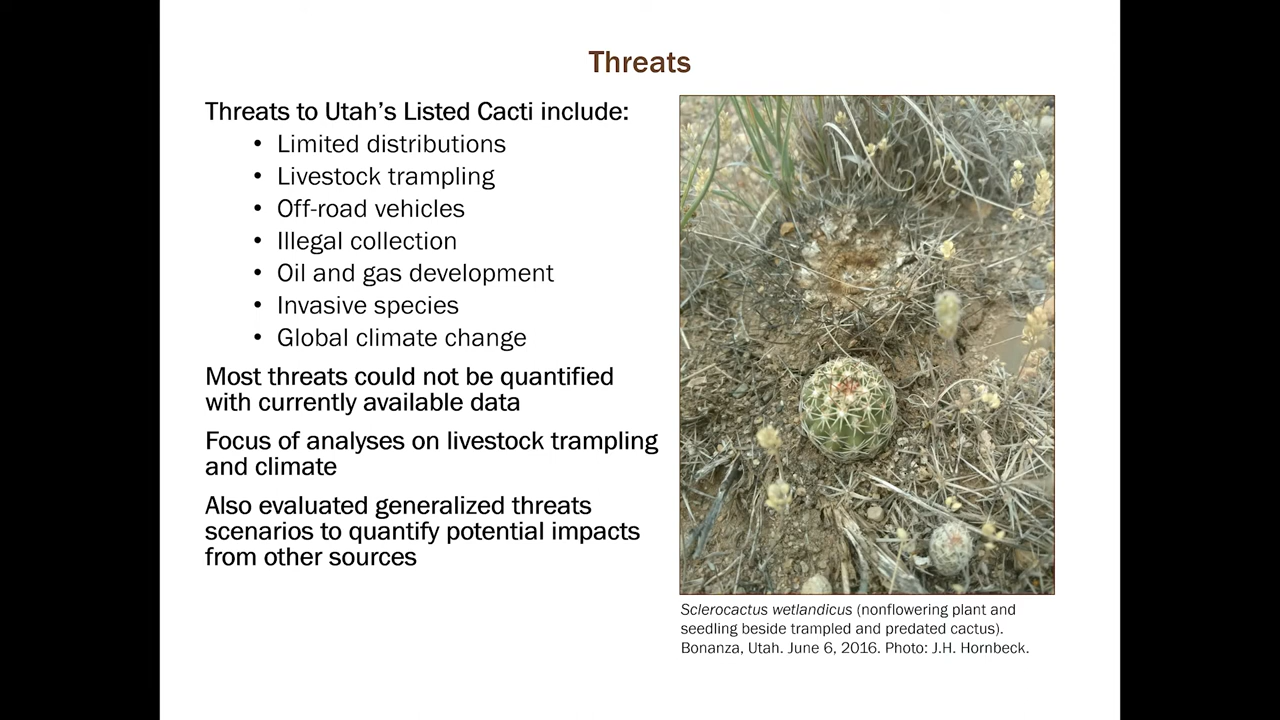 Threats
Threats to Utah's Listed Cacti include:
• Limited distributions
• Livestock trampling
• Off-road vehicles
• Illegal collection
• Oil and gas development
• Invasive species
• Global climate change
Most threats could not be quantified
with currently available data
Focus of analyses on livestock trampling
and climate
Also evaluated generalized threats
scenarios to quantify potential impacts
from other sources
Sclerocactus wetlandicus (nonflowering plant and
seedling beside trampled and predated cactus).
Bonanza, Utah. June 6, 2016. Photo: J.H. Hornbeck.